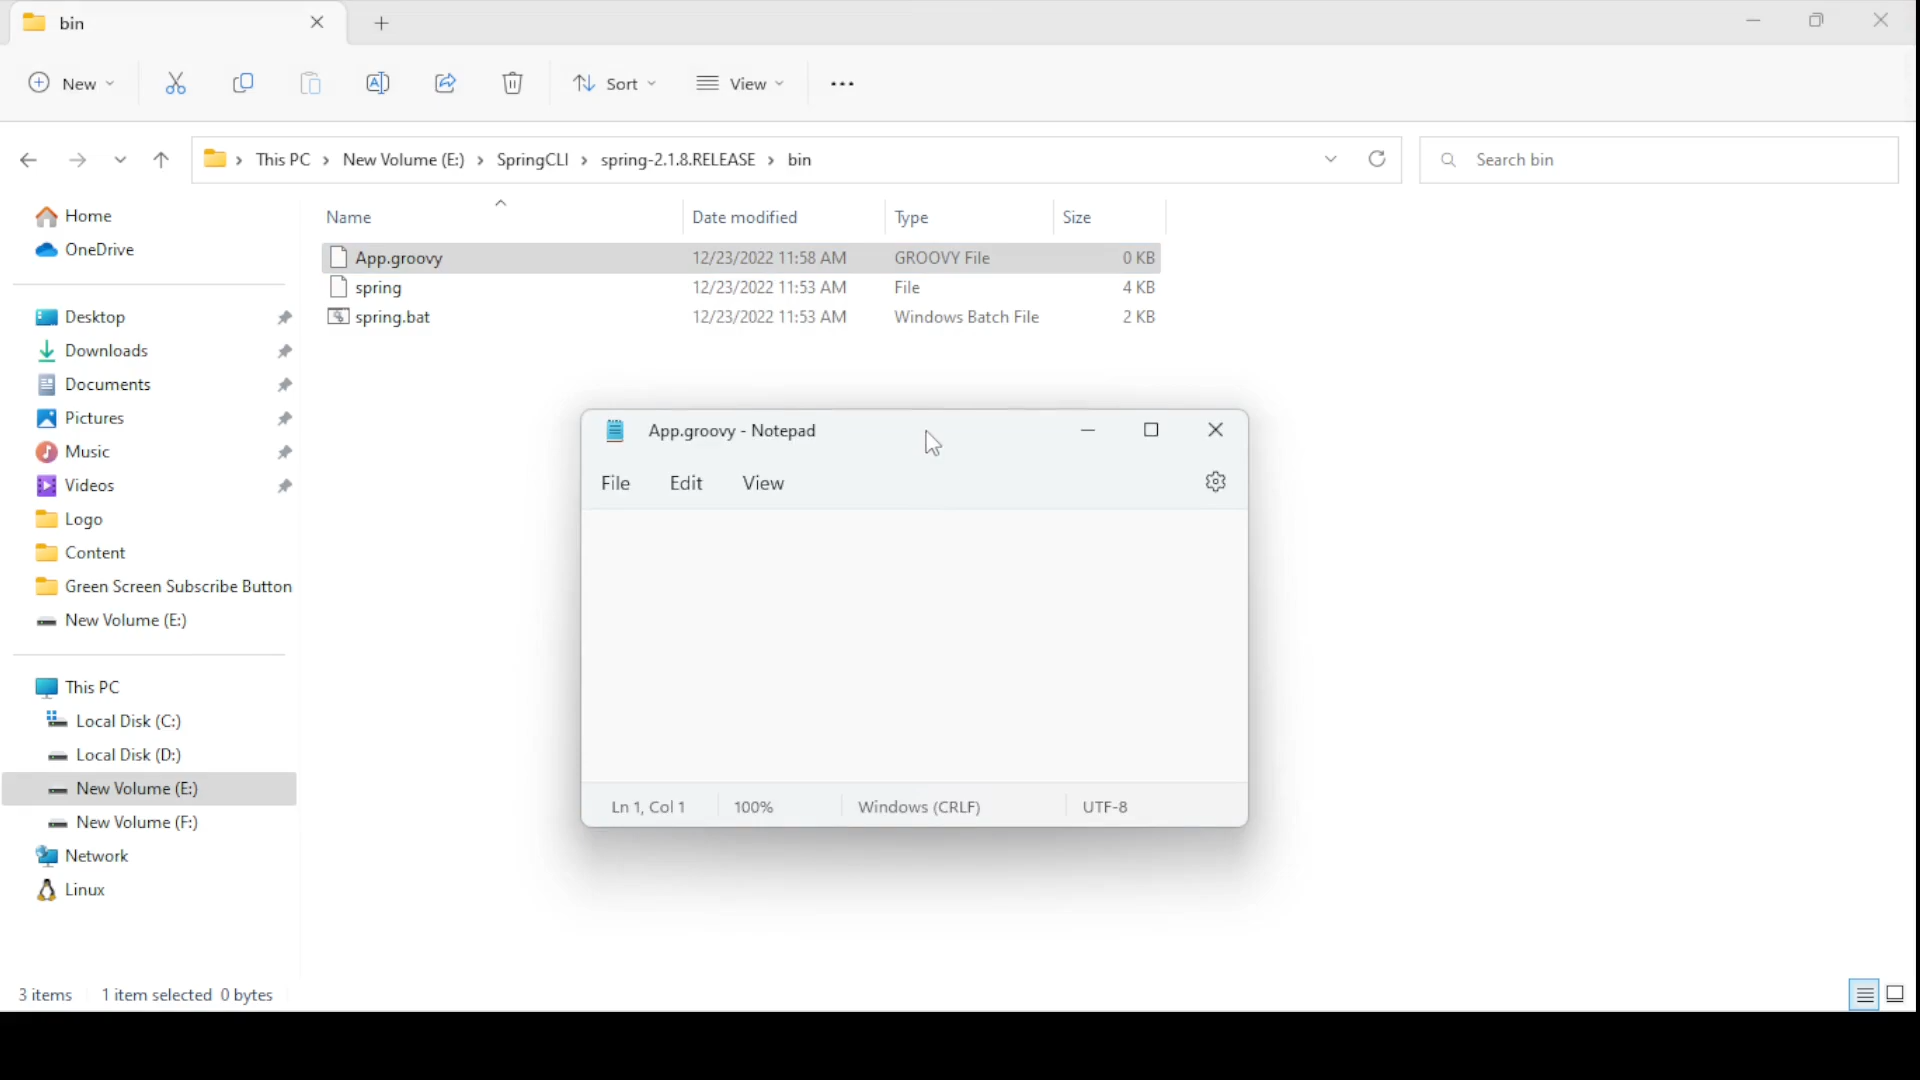 bin
New
Sort
View
This PC > New Volume (E:) > SpringCLI > spring-2.1.8.RELEASE > bin
Search bin
Home
OneDrive
Desktop
Downloads
Documents
Pictures
Music
Videos
Logo
Content
Green Screen Subscribe Button
New Volume (E:)
This PC
Local Disk (C:)
Local Disk (D:)
New Volume (E:)
New Volume (F:)
Network
Linux
Name Date modified Type Size
App.groovy 12/23/2022 11:58 AM GROOVY File 0 KB
spring 12/23/2022 11:53 AM File 4 KB
spring.bat 12/23/2022 11:53 AM Windows Batch File 2 KB
App.groovy - Notepad
File Edit View
Ln 1, Col 1 100% Windows (CRLF) UTF-8
3 items 1 item selected 0 bytes